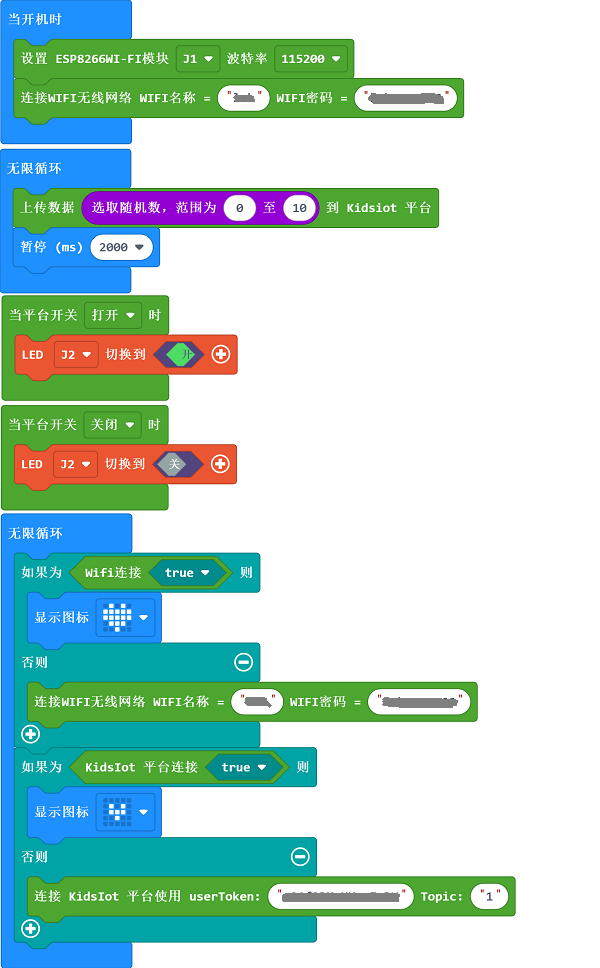 当开机时
设置 ESP8266WI-FI模块 J1 波特率 115200
连接WIFI无线网络 WIFI名称 = " " WIFI密码 = " "
无限循环
上传数据 选取随机数，范围为 0 至 10 到 Kidsiot 平台
暂停 (ms) 2000
当平台开关 打开 时
LED J2 切换到 开
当平台开关 关闭 时
LED J2 切换到 关
无限循环
如果为 Wifi连接 true 则
显示图标
否则
连接WIFI无线网络 WIFI名称 = " " WIFI密码 = " "
如果为 KidsIot 平台连接 true 则
显示图标
否则
连接 KidsIot 平台使用 userToken: " " Topic: "1"